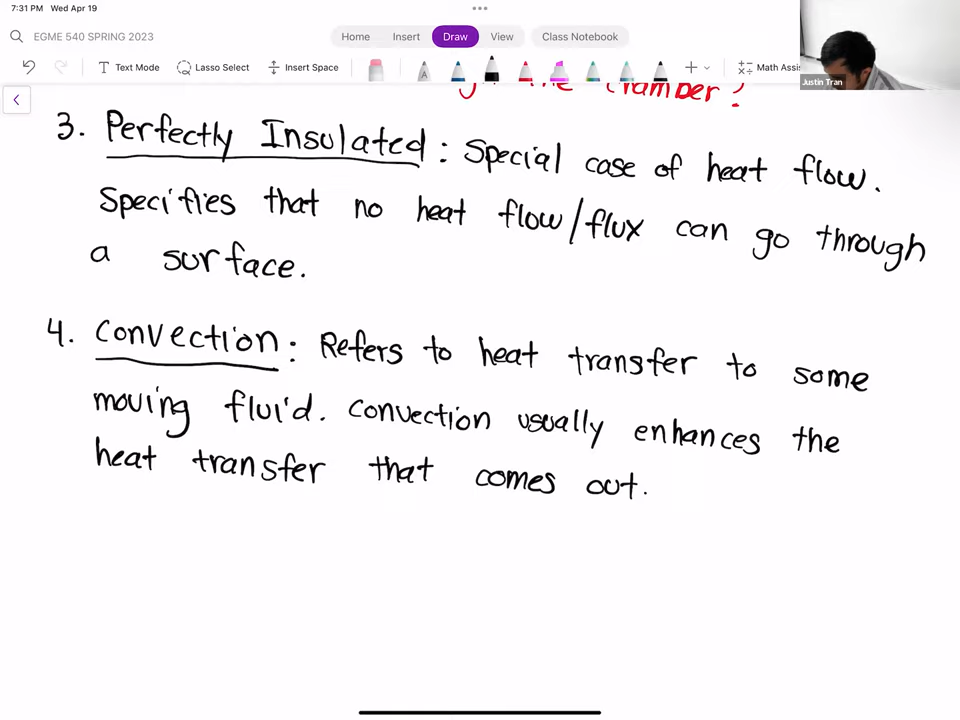 7:31 PM Wed Apr 19
EGME 540 SPRING 2023
Home Insert Draw View Class Notebook
Text Mode Lasso Select Insert Space A Math Assis
Justin Tran
the chamber?
3. Perfectly Insulated: Special case of heat flow.
Specifies that no heat flow/flux can go through
a surface.
4. Convection: Refers to heat transfer to some
moving fluid. Convection usually enhances the
heat transfer that comes out.